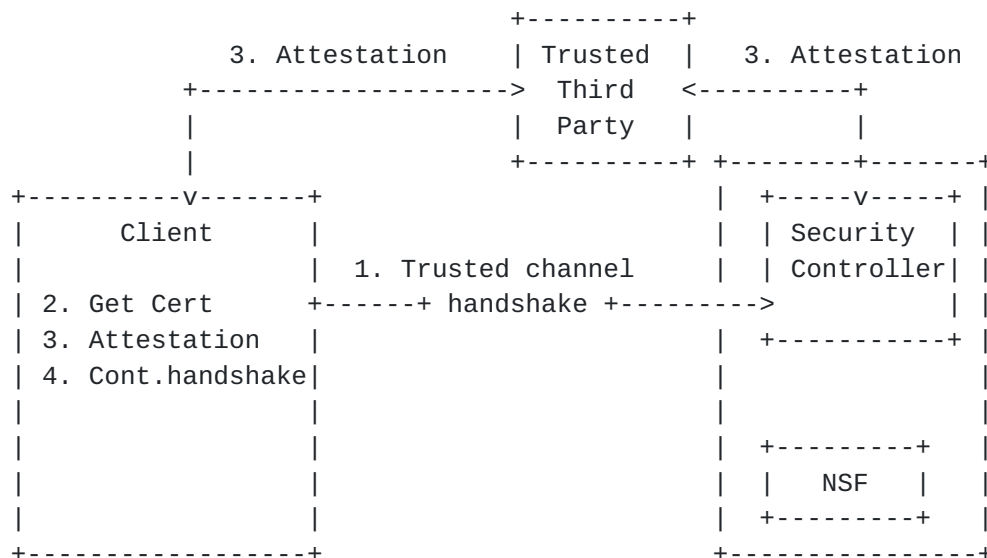 3. Attestation | Trusted | 3. Attestation
Third
Party
Client Security
1. Trusted channel Controller
2. Get Cert handshake
3. Attestation
4. Cont.handshake
NSF